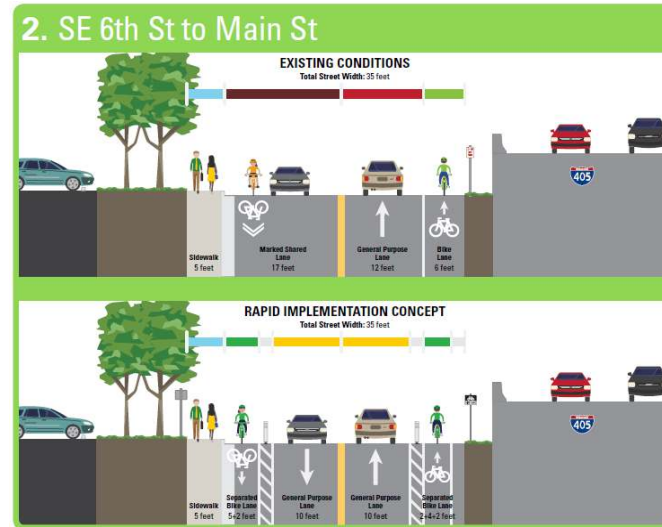 2. SE 6th St to Main St
EXISTING CONDITIONS
Total Street Width: 35 feet
Sidewalk
5 feet
Marked Shared
Lane
17 feet
General Purpose
Lane
12 feet
Bike
Lane
6 feet
405
RAPID IMPLEMENTATION CONCEPT
Total Street Width: 35 feet
Sidewalk
5 feet
Separated
Bike Lane
5+2 feet
General Purpose
Lane
10 feet
General Purpose
Lane
10 feet
Separated
Bike Lane
2+4+2 feet
405